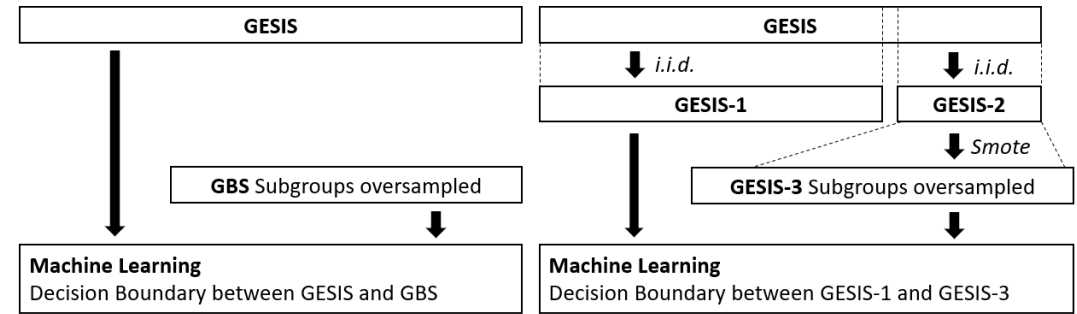 GESIS
GBS Subgroups oversampled
Machine Learning
Decision Boundary between GESIS and GBS
GESIS
i.i.d.
i.i.d.
GESIS-1
GESIS-2
Smote
GESIS-3 Subgroups oversampled
Machine Learning
Decision Boundary between GESIS-1 and GESIS-3